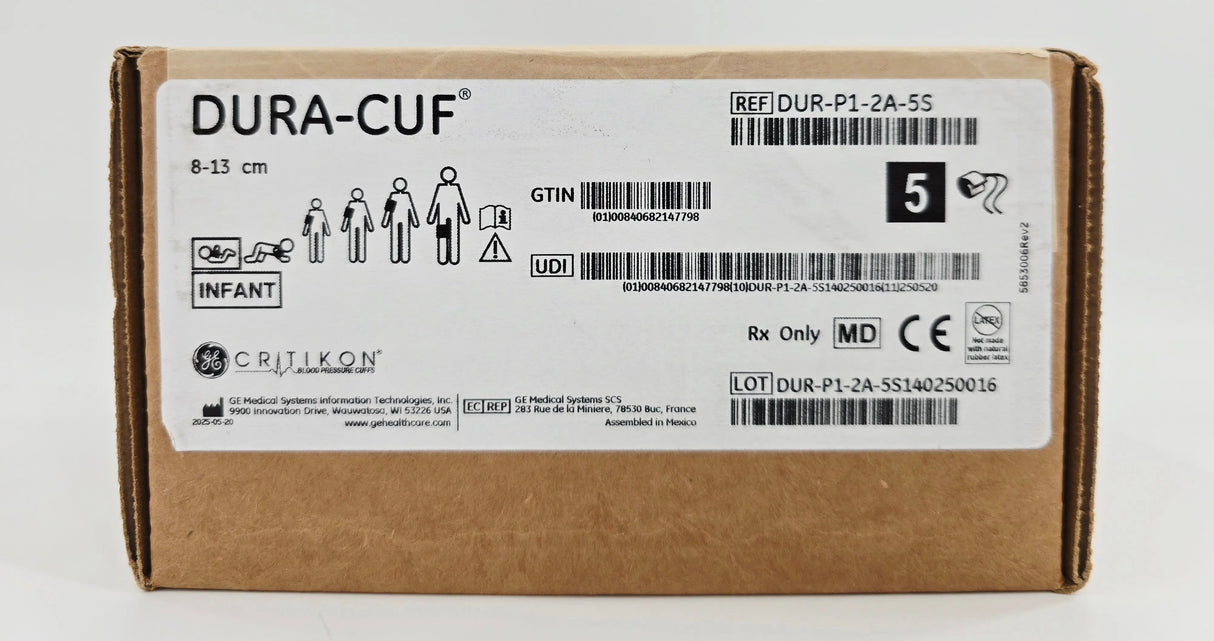 DURA-CUF®
8-13 cm
INFANT
GE CRITIKON®
BLOOD PRESSURE CUFFS
GE Medical Systems Information Technologies, Inc.
9900 Innovation Drive, Wauwatosa, WI 53226 USA
www.gehealthcare.com
2025-05-20
EC REP
GE Medical Systems SCS
283 Rue de la Miniere, 78530 Buc, France
Assembled in Mexico
GTIN
(01)00840682147798
UDI
(01)00840682147798(10)DUR-P1-2A-5S140250016(11)250520
REF DUR-P1-2A-5S
5
5853006Rev2
Rx Only MD CE
LATEX
Not made
with natural
rubber latex
LOT DUR-P1-2A-5S140250016